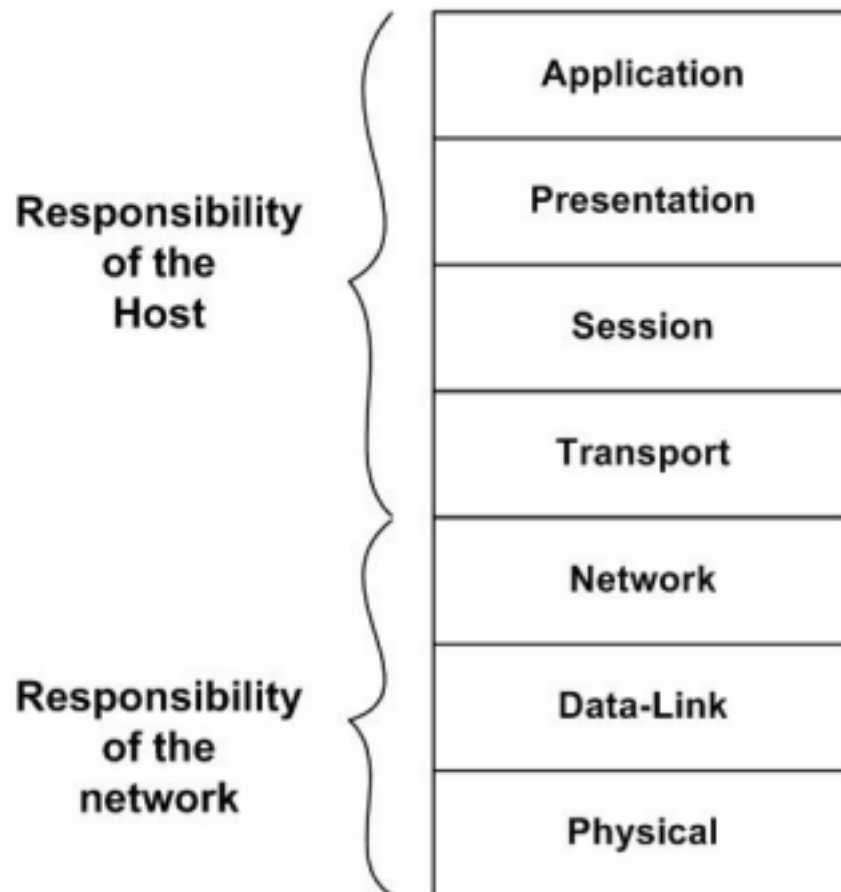 Responsibility
of the
Host
Application
Presentation
Session
Transport
Responsibility
of the
network
Network
Data-Link
Physical